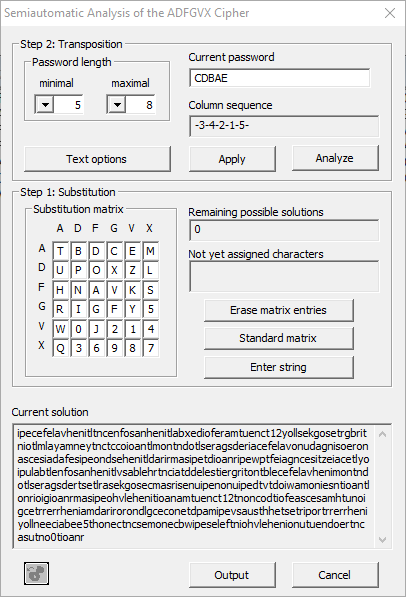 Semiautomatic Analysis of the ADFGVX Cipher
Step 2: Transposition
Password length
minimal maximal
5 8
Current password
CDBAE
Column sequence
-3-4-2-1-5-
Text options Apply Analyze
Step 1: Substitution
Substitution matrix
A D F G V X
A T B D C E M
D U P O X Z L
F H N A V K S
G R I G F Y 5
V W 0 J 2 1 4
X Q 3 6 9 8 7
Remaining possible solutions
0
Not yet assigned characters
Erase matrix entries
Standard matrix
Enter string
Current solution
ipecefelavhenitltncenfosanhenitlabxedioferamtuenct12yollsekgosetrgbrit
niotlmlayamneytnctccoioantlmontndotlseragsderiacefelavonudagnisoeron
ascesiadafesipeondsehenitldarirmasipetdioanripewptfeiagncesitzeiacetlyo
ipulabtlenfosanhenitlvsablehrtnciatddelestiergritontblecefelavhenimontnd
otlseragsdertsetlrasekgosecmasrisenuipenonuipedtvtdoiwamoniesntioantl
onrioigioanrmasipeohvlehenitioanamtuenct12tnoncodtiofeascesamhtunoi
gcetrrerrheniamdarirorondlgceconetdpamipevsausthhetsetriportrrerrheni
yollneeciabee5thonectncsemonecbwipeseleftniohvlehenionutuendoertnc
asutno0tioanr
Output Cancel